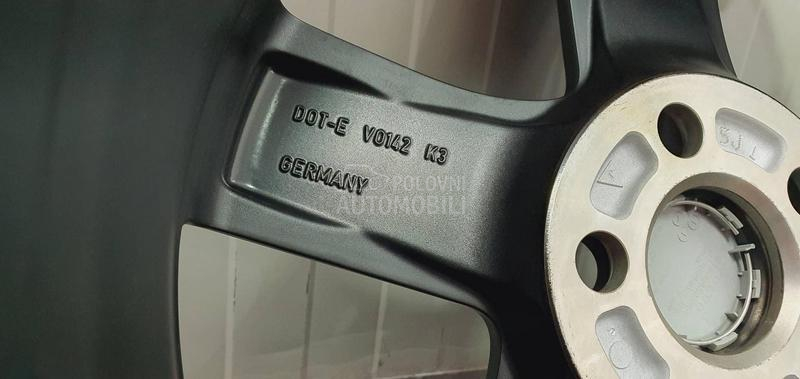 DOT-E V0142 K3
GERMANY
POLOVNI
AUTOMOBILI